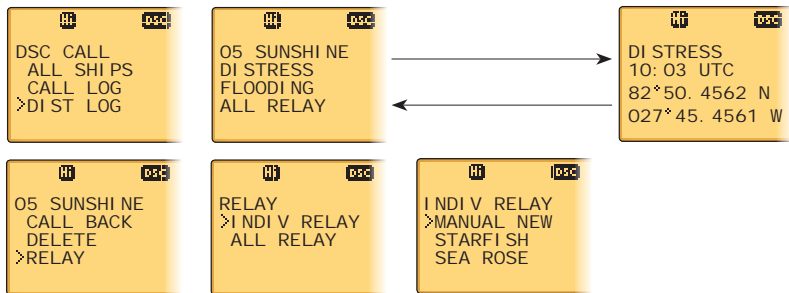 Hi DSC
DSC CALL
ALL SHIPS
CALL LOG
>DIST LOG
Hi DSC
05 SUNSHINE
DISTRESS
FLOODING
ALL RELAY
Hi DSC
DISTRESS
10:03 UTC
82°50.4562 N
027°45.4561 W
Hi DSC
05 SUNSHINE
CALL BACK
DELETE
>RELAY
Hi DSC
RELAY
>INDIV RELAY
ALL RELAY
Hi DSC
INDIV RELAY
>MANUAL NEW
STARFISH
SEA ROSE